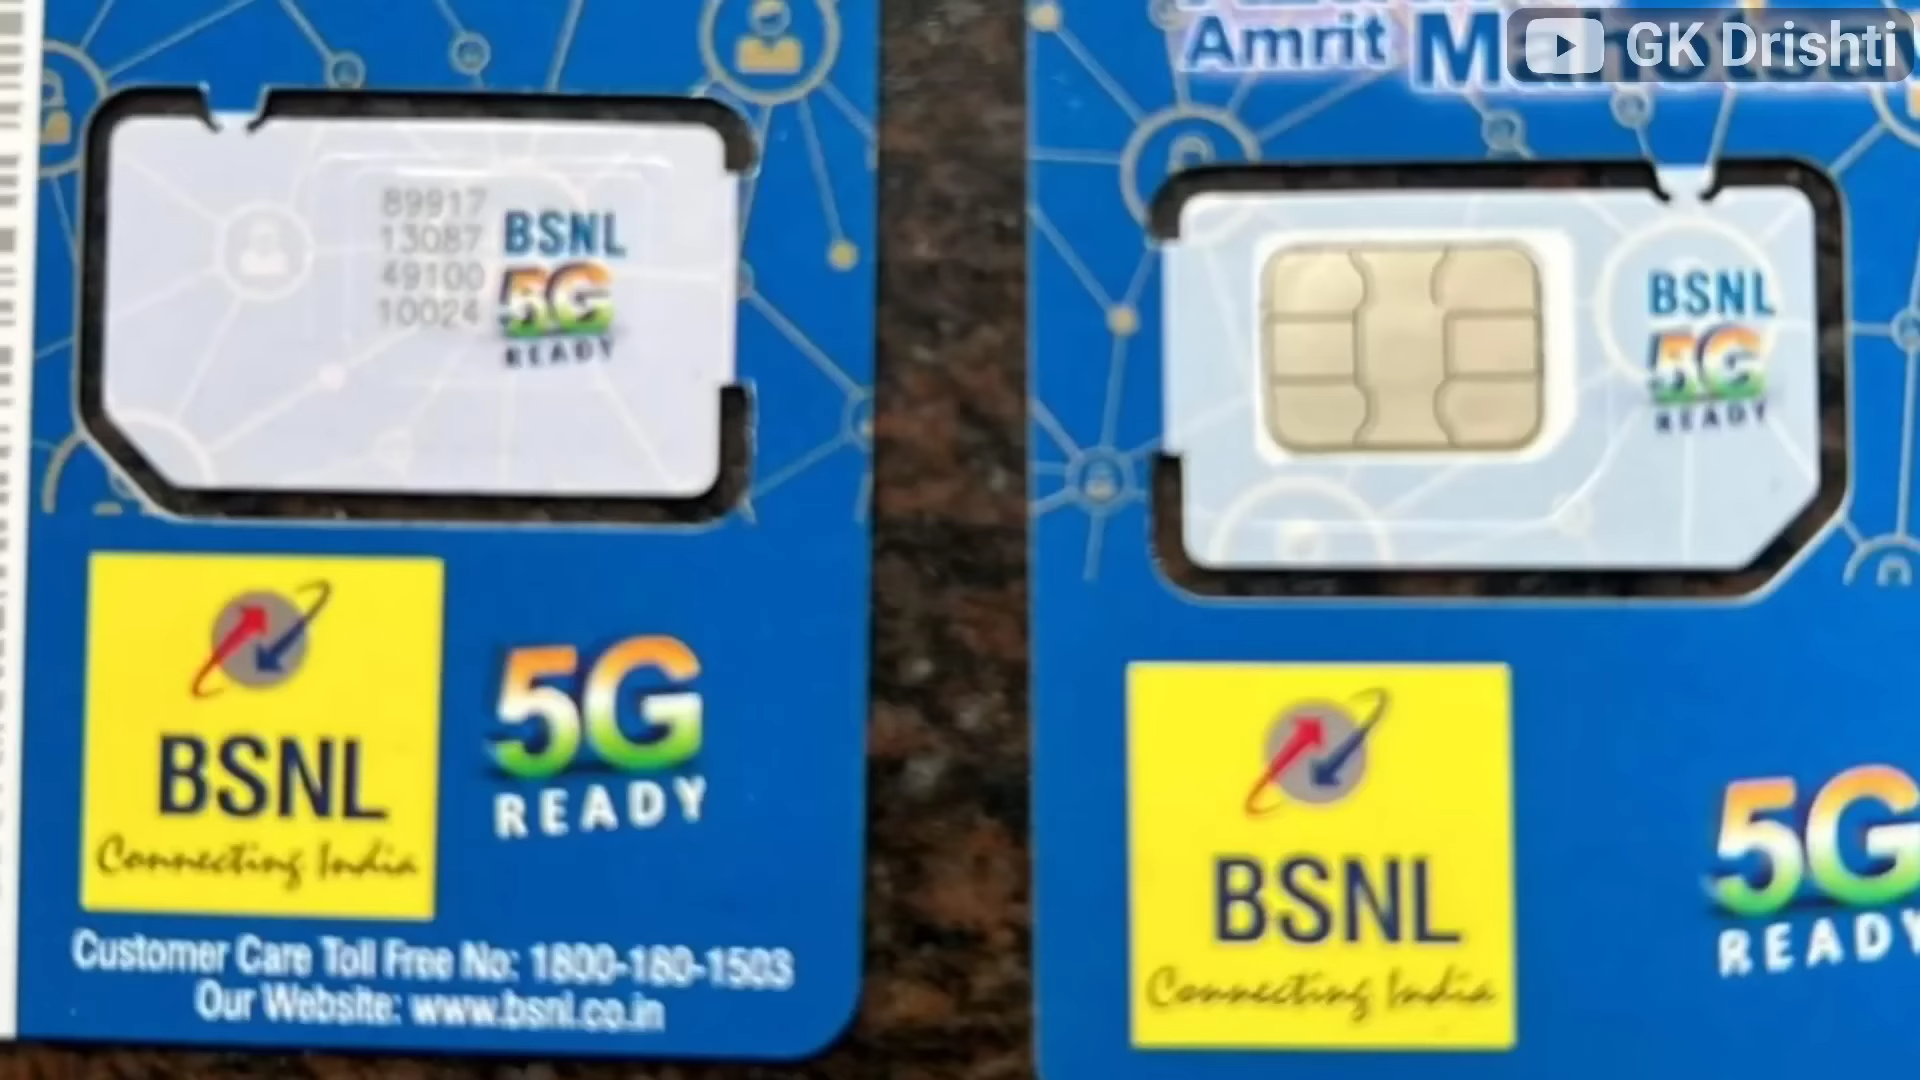 Amrit Mahotsav
GK Drishti
89917
13087
49100
10024
BSNL
5G
READY
BSNL
5G
READY
BSNL
Connecting India
5G
READY
Customer Care Toll Free No: 1800-180-1503
Our Website: www.bsnl.co.in
BSNL
Connecting India
5G
READY